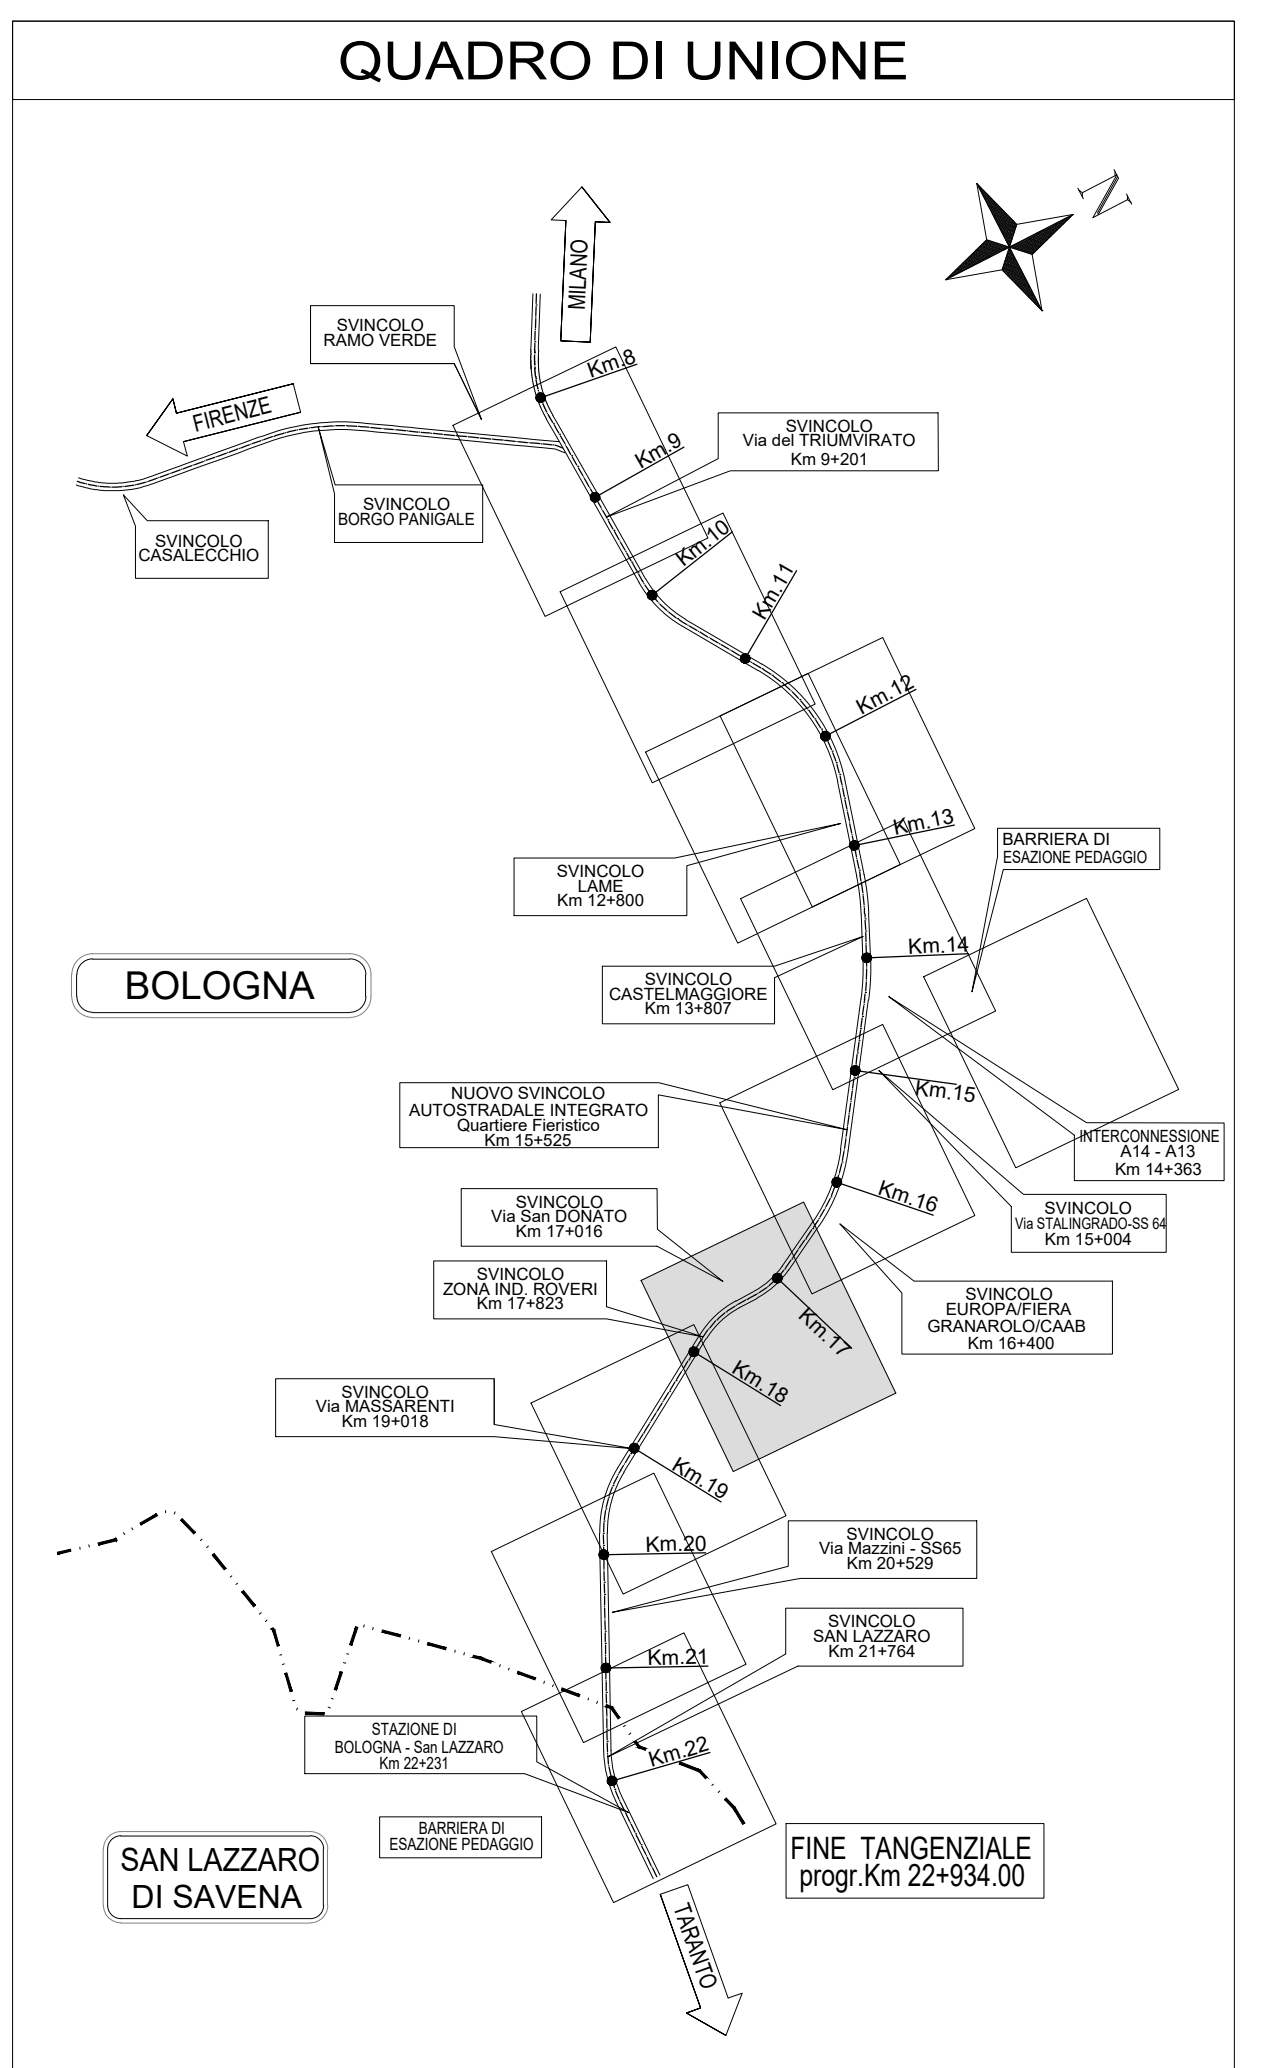 QUADRO DI UNIONE
N
MILANO
SVINCOLO
RAMO VERDE
Km.8
FIRENZE
SVINCOLO
Via del TRIUMVIRATO
Km 9+201
Km.9
SVINCOLO
BORGO PANIGALE
SVINCOLO
CASALECCHIO
Km.10
Km.11
Km.12
Km.13
BARRIERA DI
ESAZIONE PEDAGGIO
SVINCOLO
LAME
Km 12+800
Km.14
SVINCOLO
CASTELMAGGIORE
Km 13+807
BOLOGNA
Km.15
NUOVO SVINCOLO
AUTOSTRADALE INTEGRATO
Quartiere Fieristico
Km 15+525
INTERCONNESSIONE
A14 - A13
Km 14+363
Km.16
SVINCOLO
Via San DONATO
Km 17+016
SVINCOLO
Via STALINGRADO-SS 64
Km 15+004
SVINCOLO
ZONA IND. ROVERI
Km 17+823
SVINCOLO
EUROPA/FIERA
GRANAROLO/CAAB
Km 16+400
Km.17
Km.18
SVINCOLO
Via MASSARENTI
Km 19+018
Km.19
Km.20
SVINCOLO
Via Mazzini - SS65
Km 20+529
SVINCOLO
SAN LAZZARO
Km 21+764
Km.21
STAZIONE DI
BOLOGNA - San LAZZARO
Km 22+231
Km.22
BARRIERA DI
ESAZIONE PEDAGGIO
SAN LAZZARO
DI SAVENA
FINE TANGENZIALE
progr.Km 22+934.00
TARANTO